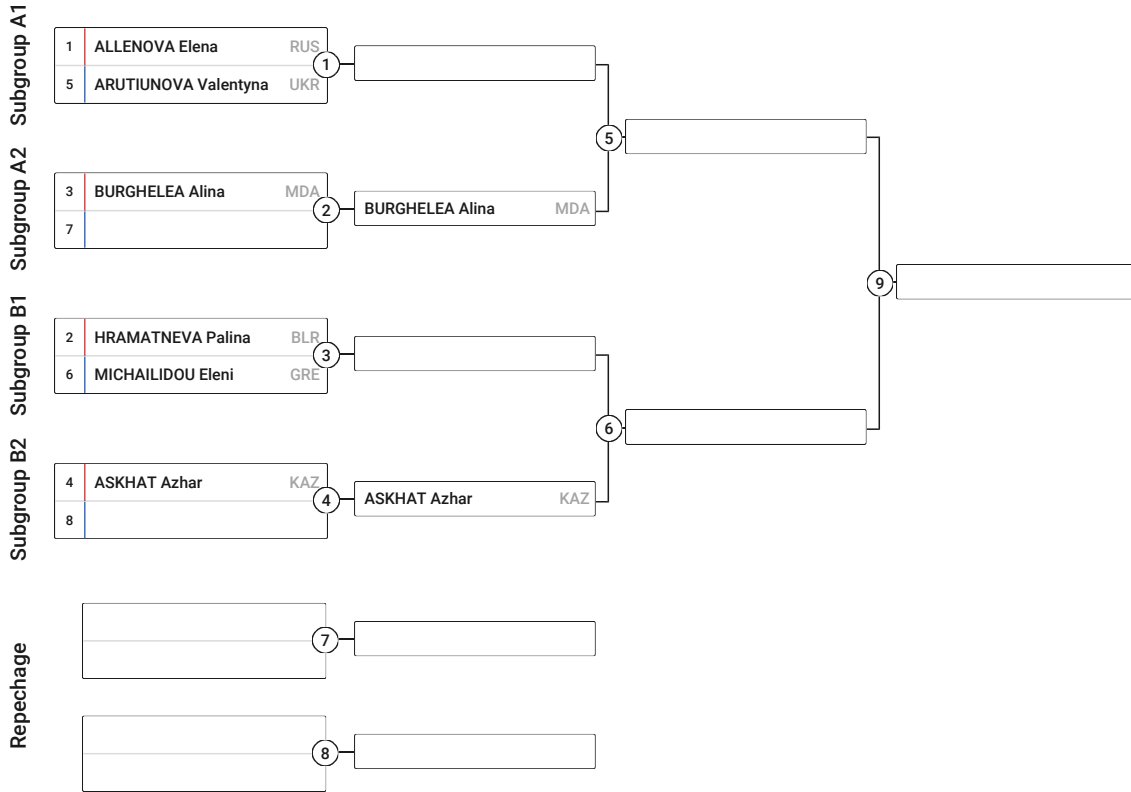 Subgroup A1
1 ALLENOVA Elena RUS
5 ARUTIUNOVA Valentyna UKR
1
5
Subgroup A2
3 BURGHELEA Alina MDA
7
2
BURGHELEA Alina MDA
9
Subgroup B1
2 HRAMATNEVA Palina BLR
6 MICHAILIDOU Eleni GRE
3
6
Subgroup B2
4 ASKHAT Azhar KAZ
8
4
ASKHAT Azhar KAZ
Repechage
7
8